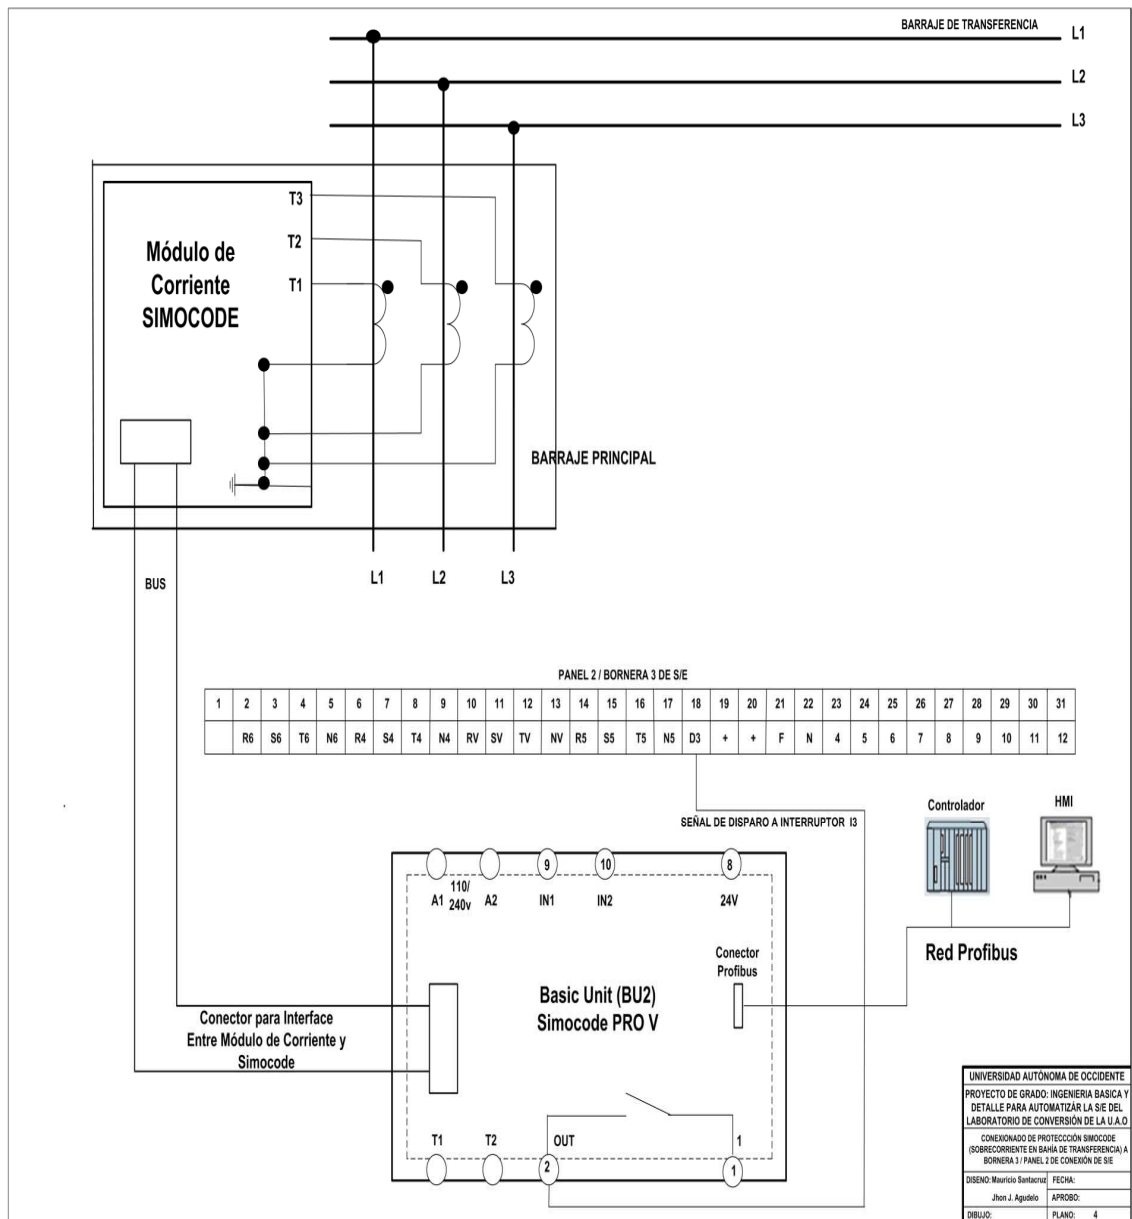 BARRAJE DE TRANSFERENCIA
L1
L2
L3
T3
T2
T1
Módulo de
Corriente
SIMOCODE
BARRAJE PRINCIPAL
BUS
L1 L2 L3
PANEL 2 / BORNERA 3 DE S/E
1 2 3 4 5 6 7 8 9 10 11 12 13 14 15 16 17 18 19 20 21 22 23 24 25 26 27 28 29 30 31
R6 S6 T6 N6 R4 S4 T4 N4 RV SV TV NV R5 S5 T5 N5 D3 + + F N 4 5 6 7 8 9 10 11 12
SEÑAL DE DISPARO A INTERRUPTOR I3
Controlador
HMI
9 10 8
A1 110/ 240v A2 IN1 IN2 24V
Conector
Profibus
Red Profibus
Basic Unit (BU2)
Simocode PRO V
Conector para Interface
Entre Módulo de Corriente y
Simocode
T1 T2 OUT 1
2 1
UNIVERSIDAD AUTÓNOMA DE OCCIDENTE
PROYECTO DE GRADO: INGENIERIA BASICA Y
DETALLE PARA AUTOMATIZÁR LA S/E DEL
LABORATORIO DE CONVERSIÓN DE LA U.A.O
CONEXIONADO DE PROTECCCIÓN SIMOCODE
(SOBRECORRIENTE EN BAHÍA DE TRANSFERENCIA) A
BORNERA 3 / PANEL 2 DE CONEXIÓN DE S/E
DISEÑO: Mauricio Santacruz FECHA:
Jhon J. Agudelo APROBO:
DIBUJO: PLANO: 4